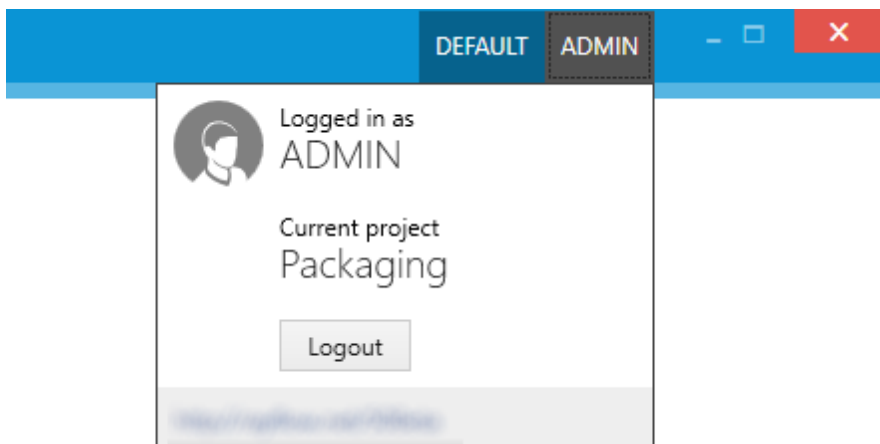 DEFAULT ADMIN
Logged in as
ADMIN
Current project
Packaging
Logout